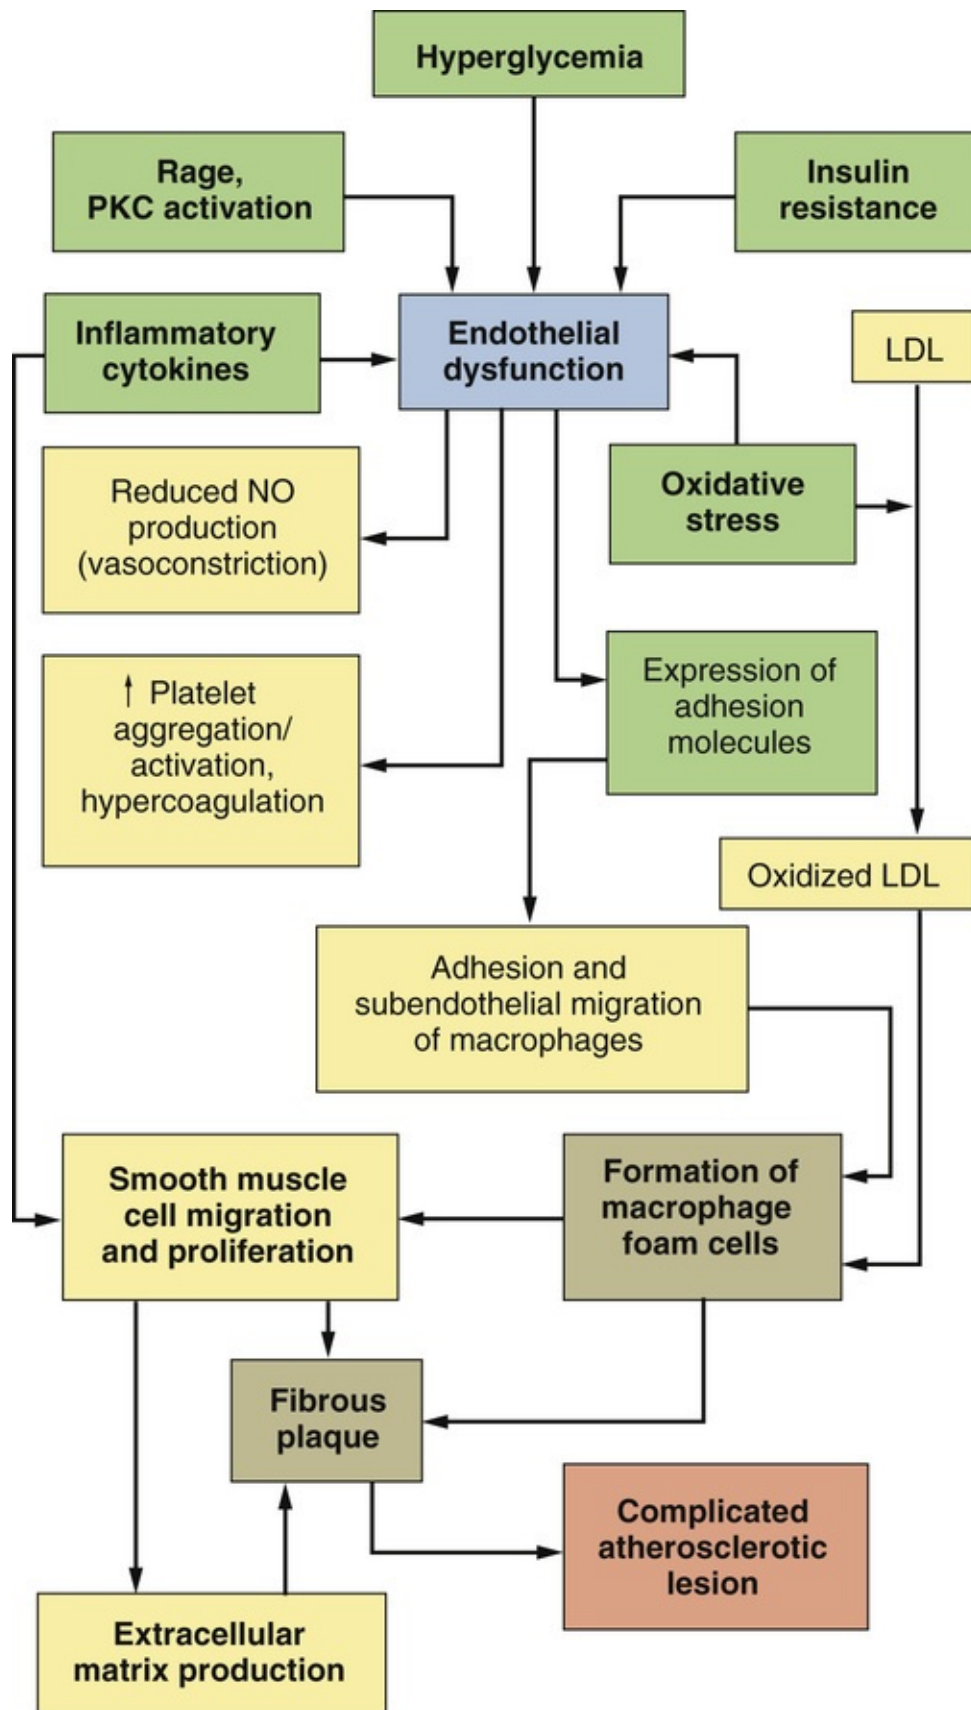 Hyperglycemia
Rage,
PKC activation
Insulin
resistance
Inflammatory
cytokines
Endothelial
dysfunction
LDL
Reduced NO
production
(vasoconstriction)
Oxidative
stress
↑ Platelet
aggregation/
activation,
hypercoagulation
Expression of
adhesion
molecules
Oxidized LDL
Adhesion and
subendothelial migration
of macrophages
Smooth muscle
cell migration
and proliferation
Formation of
macrophage
foam cells
Fibrous
plaque
Complicated
atherosclerotic
lesion
Extracellular
matrix production